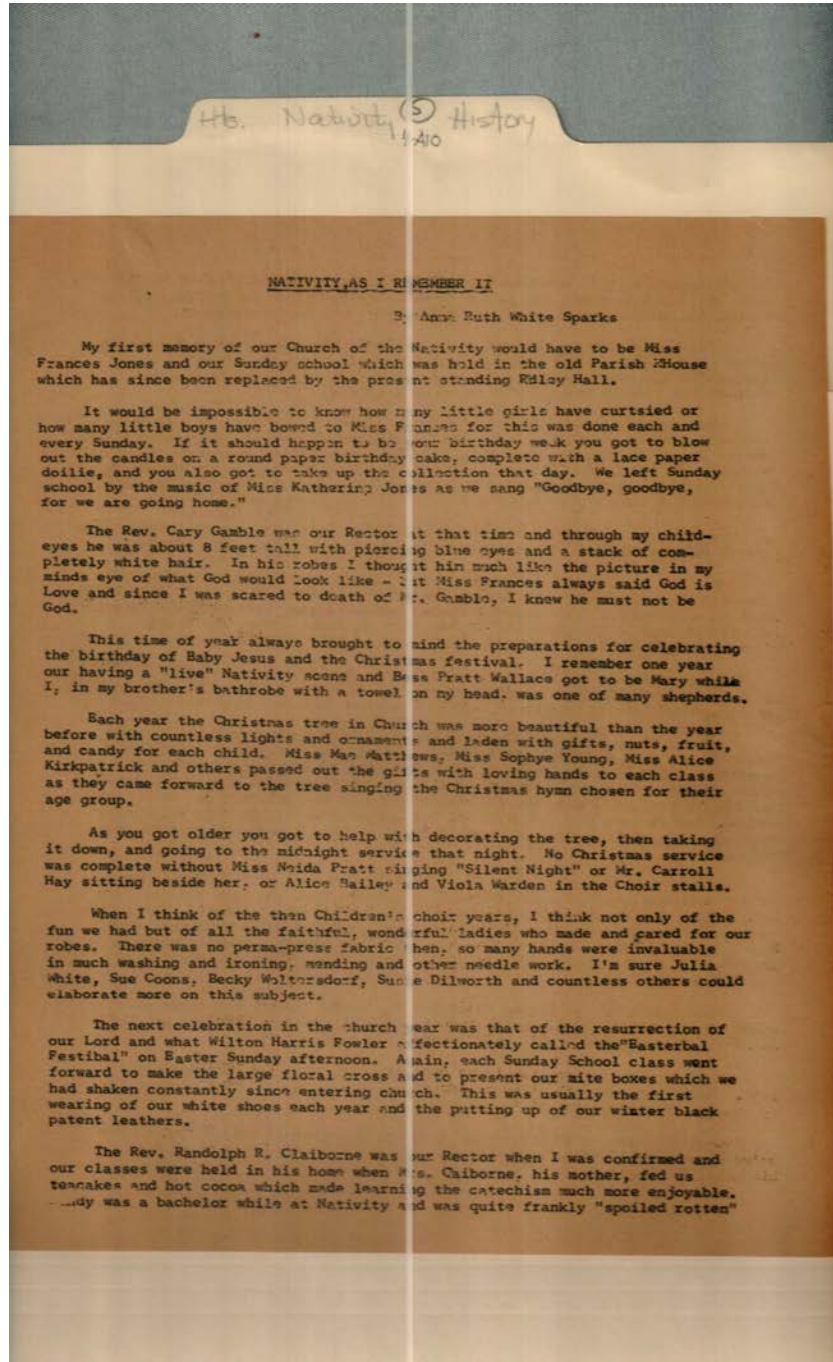 Hts. Nativity (5) History
NATIVITY,AS I REMEMBER IT
By Anne Ruth White Sparks
My first memory of our Church of the Nativity would have to be Miss
Frances Jones and our Sunday school which was held in the old Parish House
which has since been replaced by the present standing Ridley Hall.
It would be impossible to know how many little girls have curtsied or
how many little boys have bowed to Miss Frances for this was done each and
every Sunday. If it should happen to be your birthday week you got to blow
out the candles on a round paper birthday cake, complete with a lace paper
doilie, and you also got to take up the collection that day. We left Sunday
school by the music of Miss Katherine Jones as we sang "Goodbye, goodbye,
for we are going home."
The Rev. Cary Gamble was our Rector at that time and through my child-
eyes he was about 8 feet tall with piercing blue eyes and a stack of com-
pletely white hair. In his robes I thought him much like the picture in my
minds eye of what God would look like - but Miss Frances always said God is
Love and since I was scared to death of Mr. Gamble, I knew he must not be
God.
This time of year always brought to mind the preparations for celebrating
the birthday of Baby Jesus and the Christmas festival. I remember one year
our having a "live" Nativity scene and Bess Pratt Wallace got to be Mary while
I, in my brother's bathrobe with a towel on my head, was one of many shepherds.
Each year the Christmas tree in Church was more beautiful than the year
before with countless lights and ornaments and laden with gifts, nuts, fruit,
and candy for each child. Miss Mae Matthews, Miss Sophye Young, Miss Alice
Kirkpatrick and others passed out the gifts with loving hands to each class
as they came forward to the tree singing the Christmas hymn chosen for their
age group.
As you got older you got to help with decorating the tree, then taking
it down, and going to the midnight service that night. No Christmas service
was complete without Miss Neida Pratt singing "Silent Night" or Mr. Carroll
Hay sitting beside her, or Alice Bailey and Viola Warden in the Choir stalls.
When I think of the then Children's choir years, I think not only of the
fun we had but of all the faithful, wonderful ladies who made and cared for our
robes. There was no perma-press fabric then, so many hands were invaluable
in much washing and ironing, mending and other needle work. I'm sure Julia
White, Sue Coons, Becky Woltersdorf, Susie Dilworth and countless others could
elaborate more on this subject.
The next celebration in the church year was that of the resurrection of
our Lord and what Wilton Harris Fowler affectionately called the"Easterbal
Festibal" on Easter Sunday afternoon. Again, each Sunday School class went
forward to make the large floral cross and to present our mite boxes which we
had shaken constantly since entering church. This was usually the first
wearing of our white shoes each year and the putting up of our winter black
patent leathers.
The Rev. Randolph R. Claiborne was our Rector when I was confirmed and
our classes were held in his home when Mrs. Caiborne, his mother, fed us
teacakes and hot cocoa which made learning the catechism much more enjoyable.
was a bachelor while at Nativity and was quite frankly "spoiled rotten"